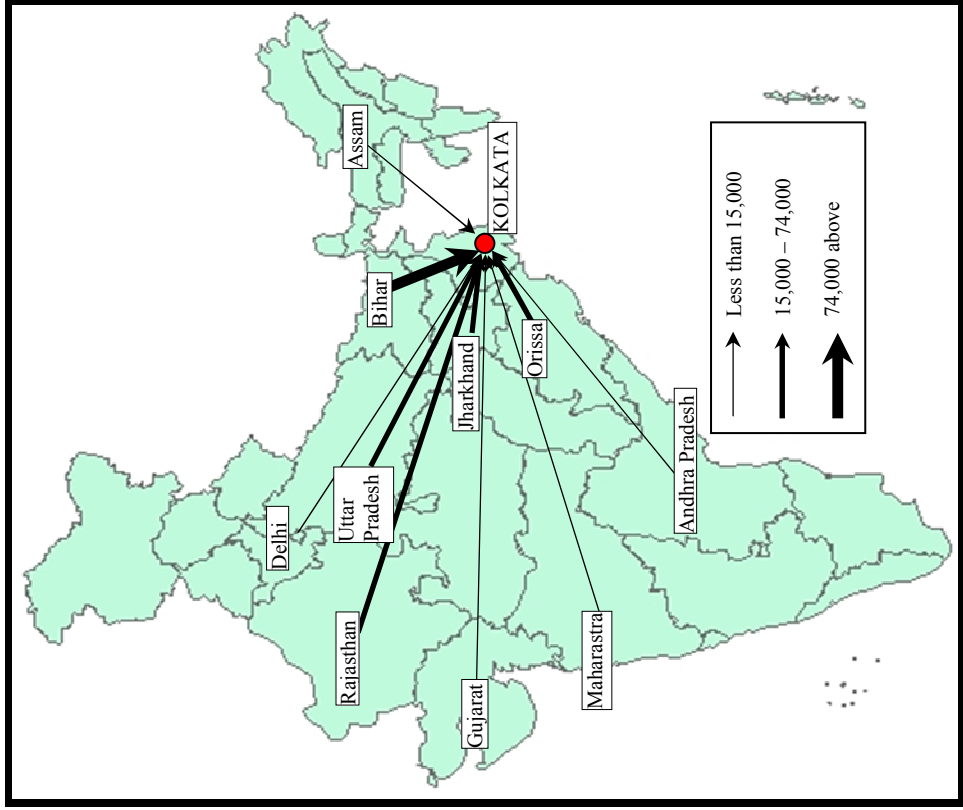 Assam
KOLKATA
Bihar
Delhi
Uttar
Pradesh
Jharkhand
Orissa
Rajasthan
Gujarat
Maharastra
Andhra Pradesh
Less than 15,000
15,000 – 74,000
74,000 above